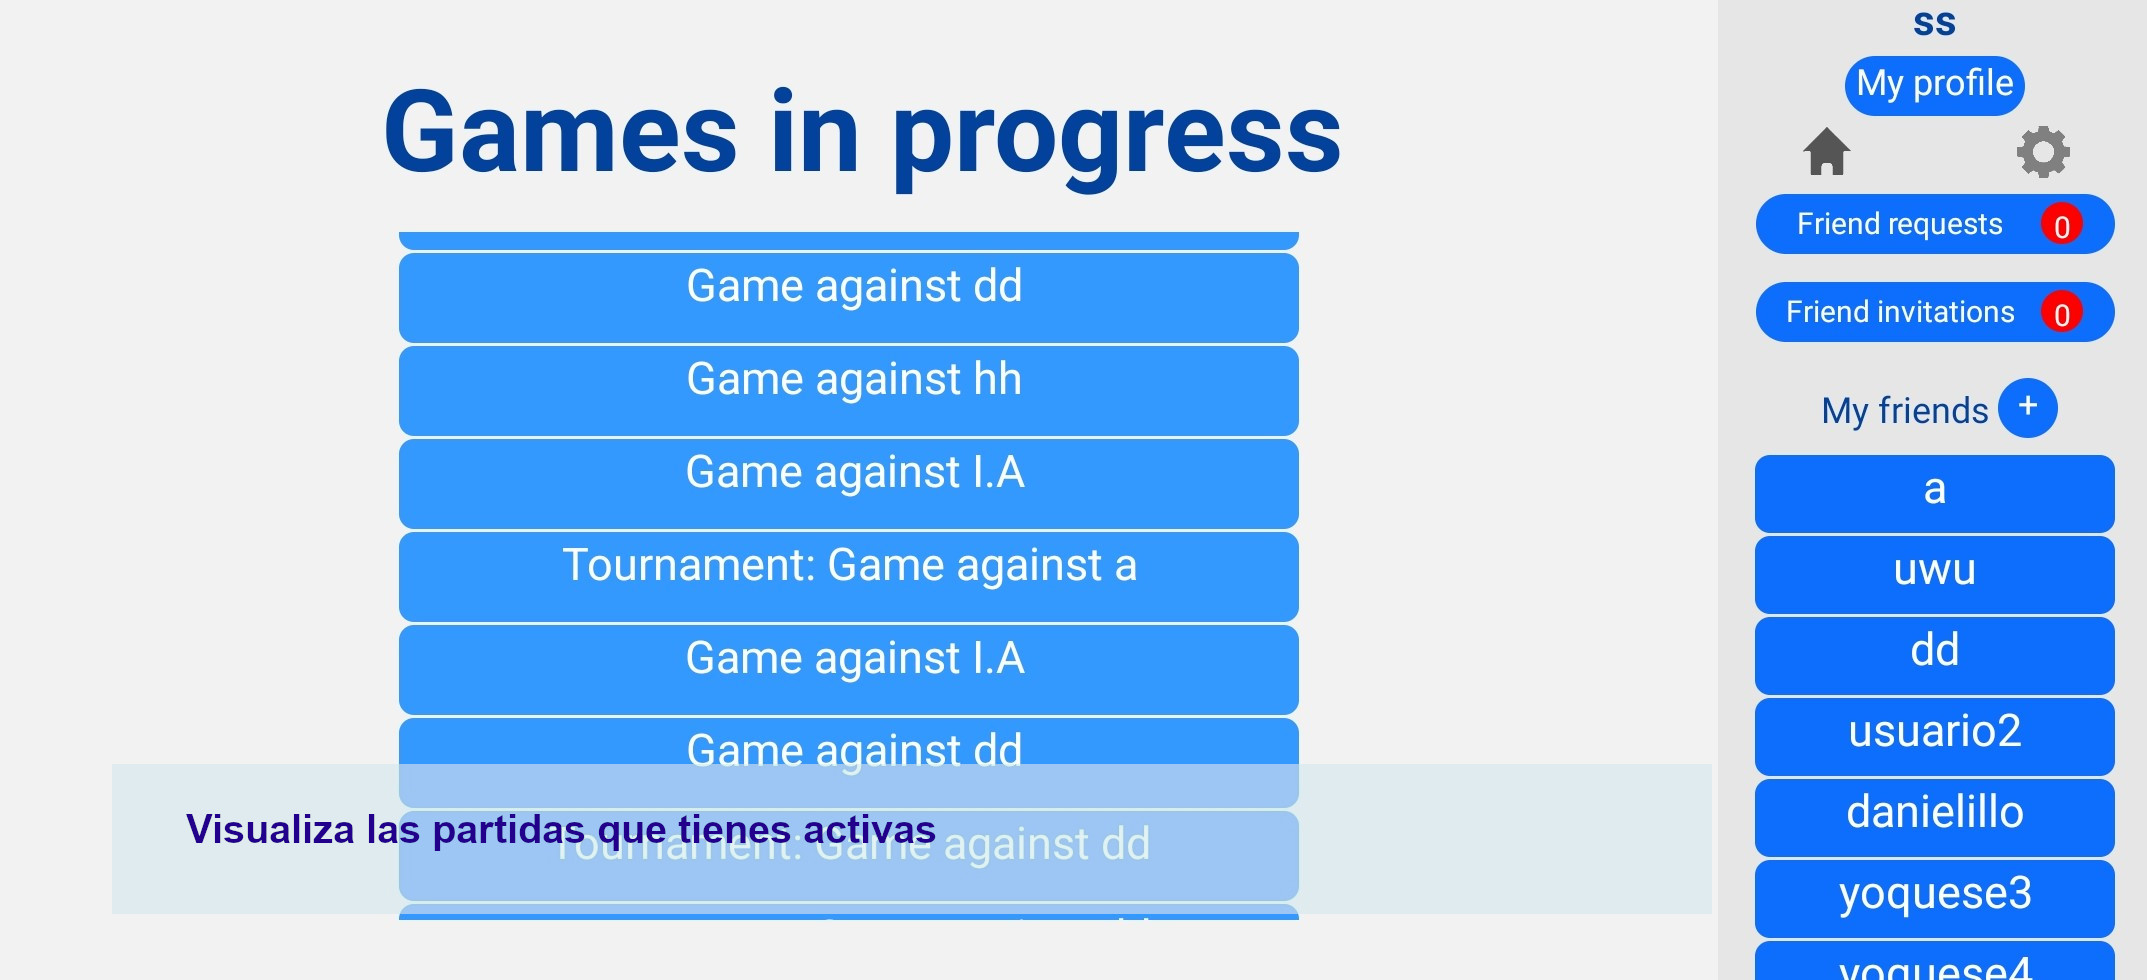 Games in progress
Game against dd
Game against hh
Game against I.A
Tournament: Game against a
Game against I.A
Game against dd
Visualiza las partidas que tienes activas
Tournament: Game against dd
ss
My profile
Friend requests 0
Friend invitations 0
My friends +
a
uwu
dd
usuario2
danielillo
yoquese3
yoquese4